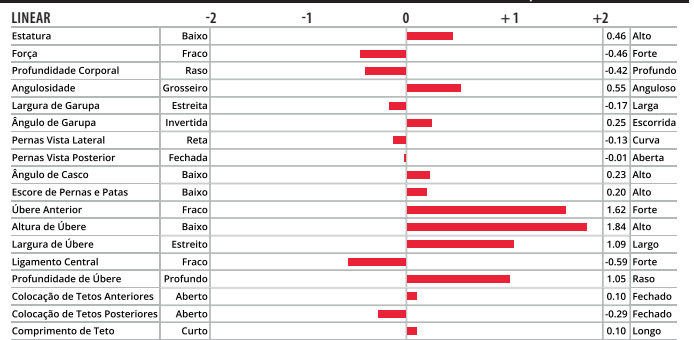 LINEAR -2 -1 0 +1 +2
Estatura Baixo 0.46 Alto
Força Fraco -0.46 Forte
Profundidade Corporal Raso -0.42 Profundo
Angulosidade Grosseiro 0.55 Anguloso
Largura de Garupa Estreita -0.17 Larga
Ângulo de Garupa Invertida 0.25 Escorrida
Pernas Vista Lateral Reta -0.13 Curva
Pernas Vista Posterior Fechada -0.01 Aberta
Ângulo de Casco Baixo 0.23 Alto
Escore de Pernas e Patas Baixo 0.20 Alto
Úbere Anterior Fraco 1.62 Forte
Altura de Úbere Baixo 1.84 Alto
Largura de Úbere Estreito 1.09 Largo
Ligamento Central Fraco -0.59 Forte
Profundidade de Úbere Profundo 1.05 Raso
Colocação de Tetos Anteriores Aberto 0.10 Fechado
Colocação de Tetos Posteriores Aberto -0.29 Fechado
Comprimento de Teto Curto 0.10 Longo